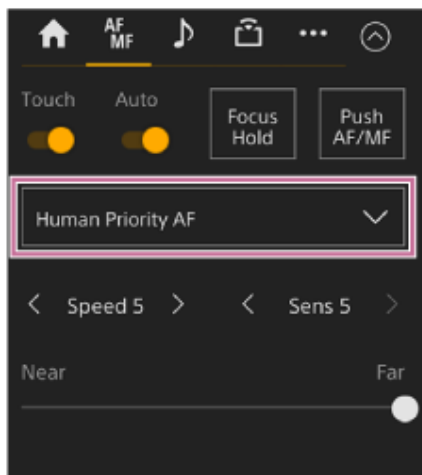 AF
MF
Touch Auto
Focus
Hold
Push
AF/MF
Human Priority AF
Speed 5 Sens 5
Near Far